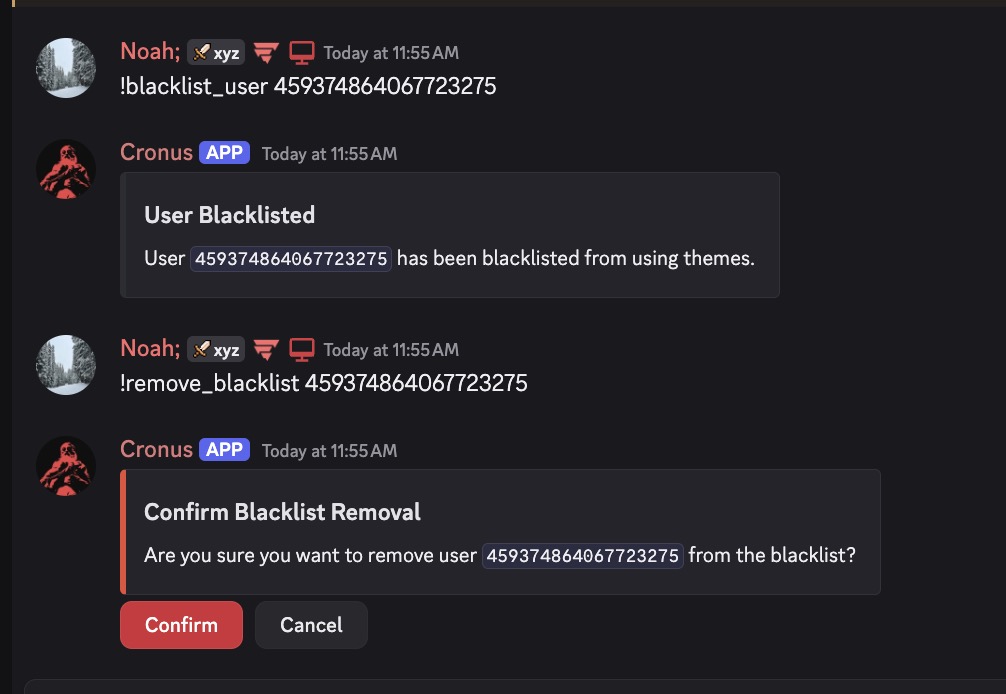 Noah; xyz Today at 11:55 AM
!blacklist_user 459374864067723275
Cronus APP Today at 11:55 AM
User Blacklisted
User 459374864067723275 has been blacklisted from using themes.
Noah; xyz Today at 11:55 AM
!remove_blacklist 459374864067723275
Cronus APP Today at 11:55 AM
Confirm Blacklist Removal
Are you sure you want to remove user 459374864067723275 from the blacklist?
Confirm Cancel